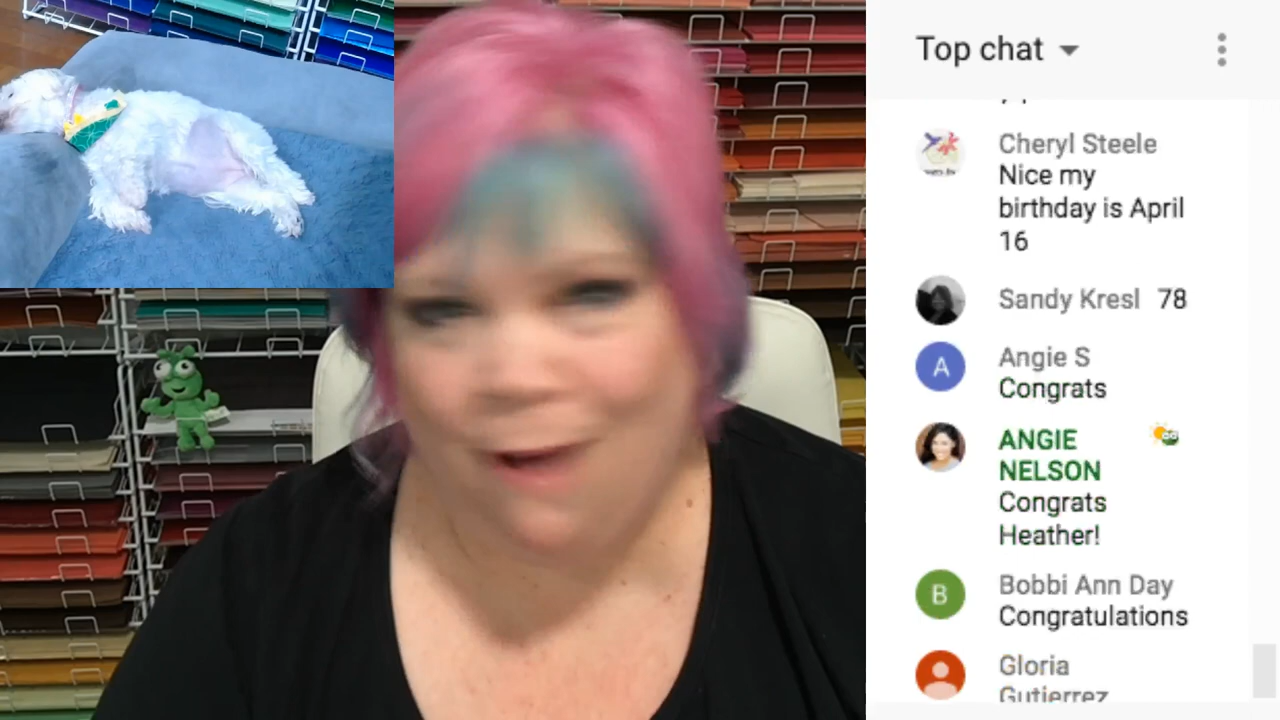 Top chat
Cheryl Steele
Nice my
birthday is April
16
Sandy Kresl 78
Angie S
Congrats
A
ANGIE
NELSON
Congrats
Heather!
B
Bobbi Ann Day
Congratulations
Gloria
Gutierrez